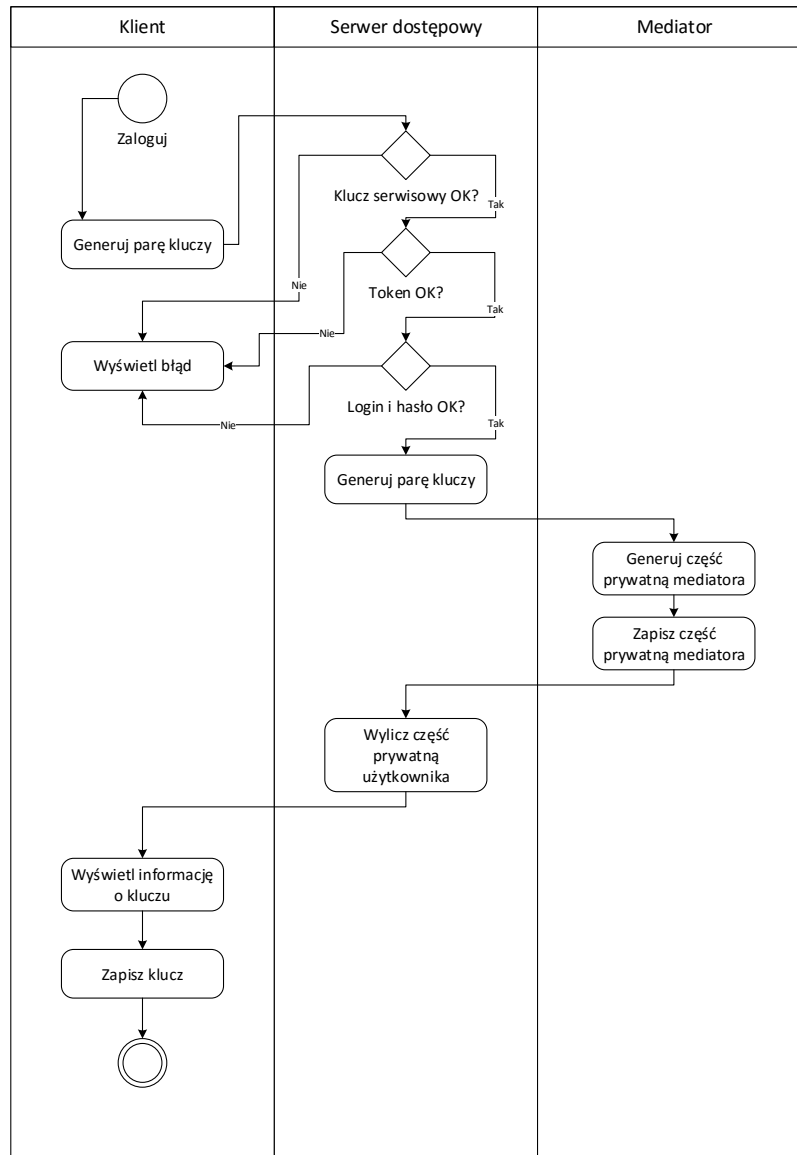 Klient
Serwer dostępowy
Mediator
Zaloguj
Klucz serwisowy OK?
Tak
Generuj parę kluczy
Nie
Token OK?
Tak
Nie
Wyświetl błąd
Login i hasło OK?
Tak
Nie
Generuj parę kluczy
Generuj część
prywatną mediatora
Zapisz część
prywatną mediatora
Wylicz część
prywatną
użytkownika
Wyświetl informację
o kluczu
Zapisz klucz